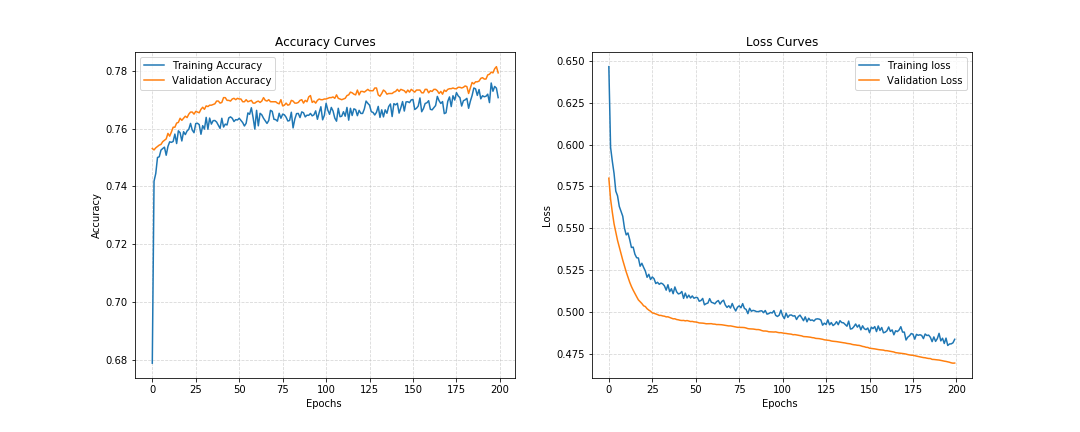 Accuracy Curves
Training Accuracy
Validation Accuracy
0.78
0.76
0.74
0.72
0.70
0.68
Accuracy
0 25 50 75 100 125 150 175 200
Epochs
Loss Curves
Training loss
Validation Loss
0.650
0.625
0.600
0.575
0.550
0.525
0.500
0.475
Loss
0 25 50 75 100 125 150 175 200
Epochs